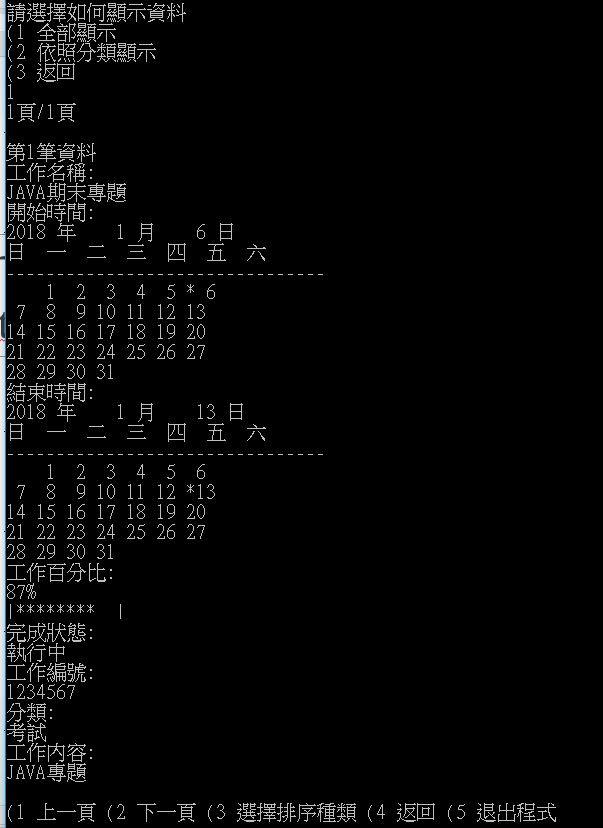 請選擇如何顯示資料
(1 全部顯示
(2 依照分類顯示
(3 返回
1
1頁/1頁
第1筆資料
工作名稱:
JAVA期末專題
開始時間:
2018 年    1 月    6 日
日  一  二  三  四  五  六
--------------------------------
    1  2  3  4  5 * 6
 7  8  9 10 11 12 13
14 15 16 17 18 19 20
21 22 23 24 25 26 27
28 29 30 31
結束時間:
2018 年    1 月    13 日
日  一  二  三  四  五  六
--------------------------------
    1  2  3  4  5  6
 7  8  9 10 11 12 *13
14 15 16 17 18 19 20
21 22 23 24 25 26 27
28 29 30 31
工作百分比:
87%
|********  |
完成狀態:
執行中
工作編號:
1234567
分類:
考試
工作內容:
JAVA專題
(1 上一頁 (2 下一頁 (3 選擇排序種類 (4 返回 (5 退出程式